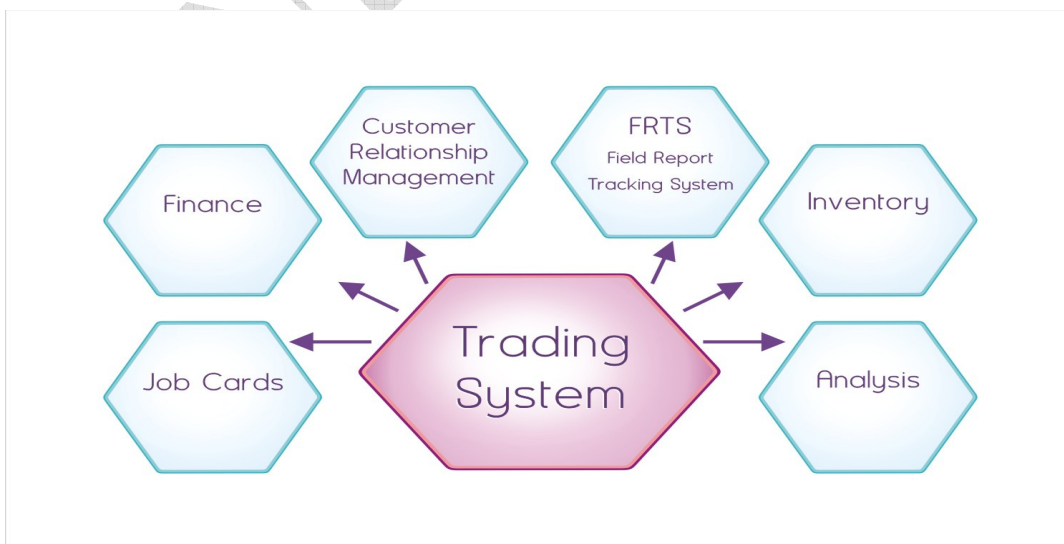 Customer
Relationship
Management
FRTS
Field Report
Tracking System
Finance
Inventory
Trading
System
Job Cards
Analysis